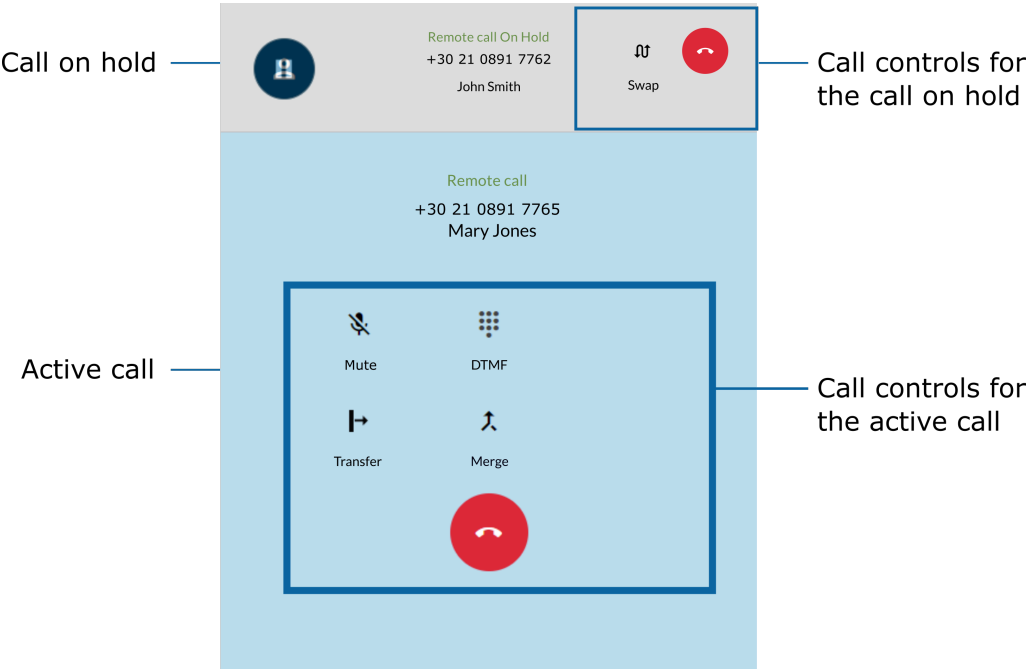 Call on hold
Remote call On Hold
+30 21 0891 7762
John Smith
Swap
Call controls for
the call on hold
Remote call
+30 21 0891 7765
Mary Jones
Active call
Mute
DTMF
Transfer
Merge
Call controls for
the active call